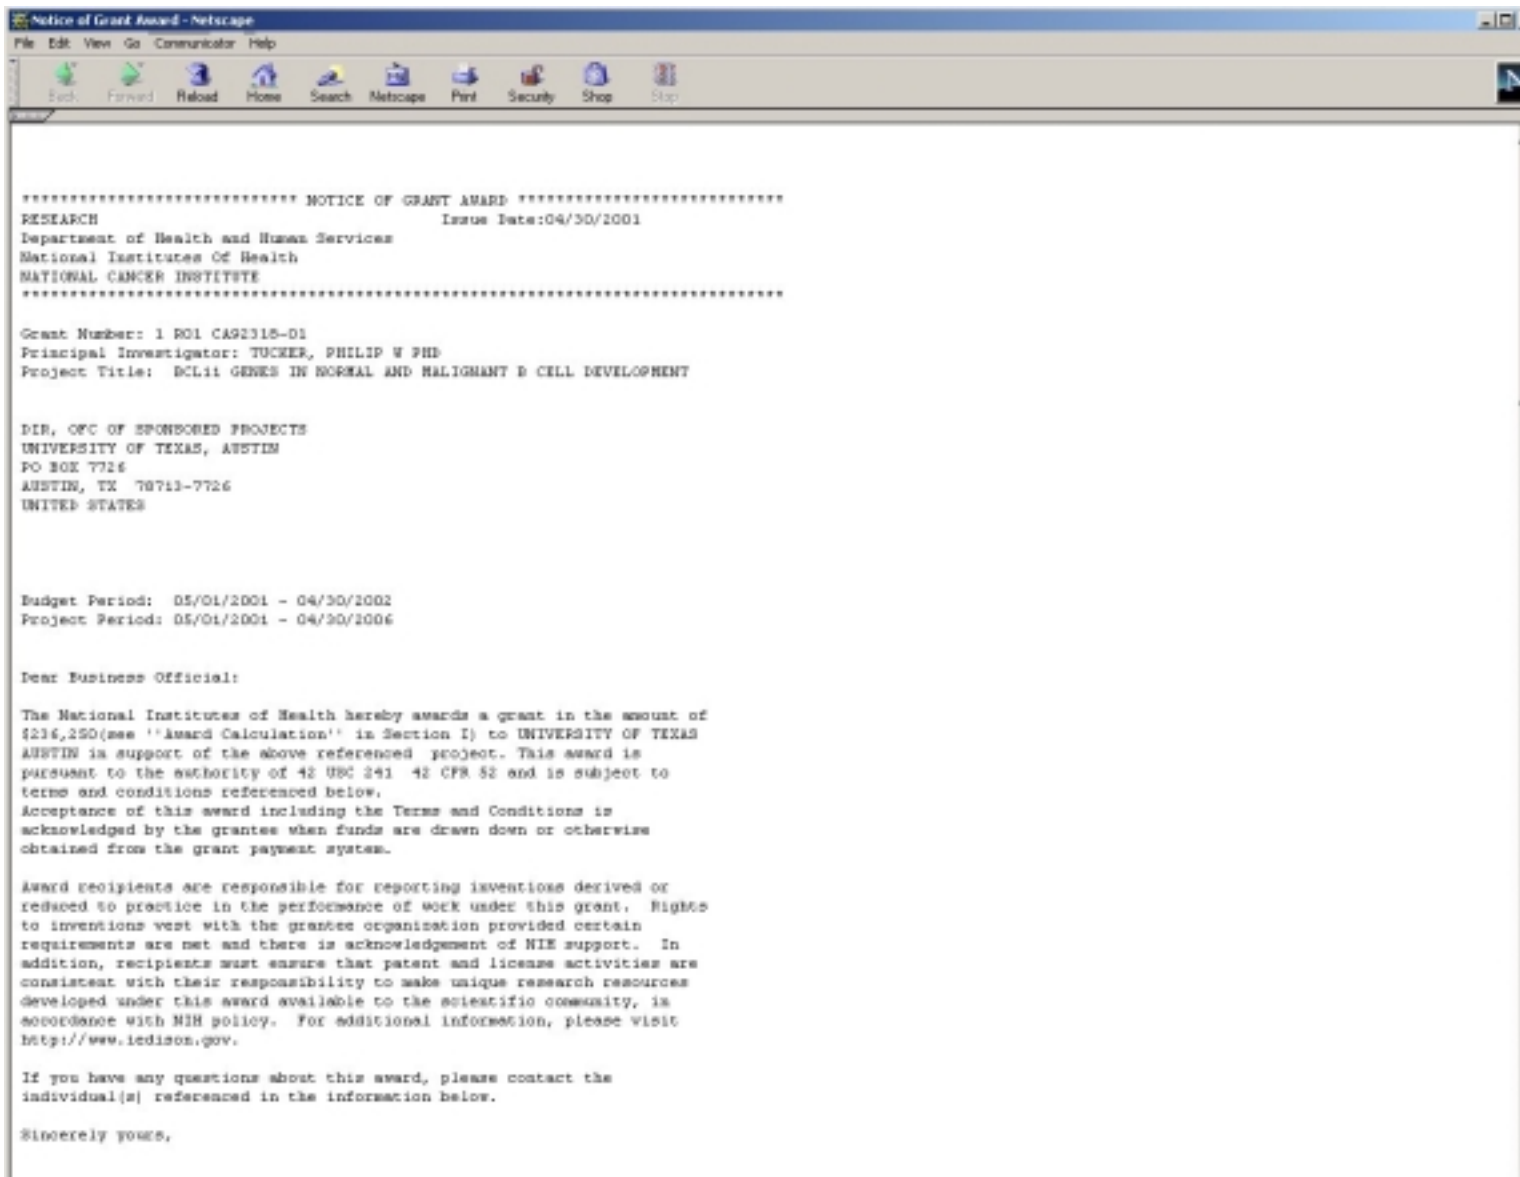 Notice of Grant Award - Netscape
File Edit View Go Communicator Help
Back Forward Reload Home Search Netscape Print Security Shop Stop
N
***************************** NOTICE OF GRANT AWARD ****************************
RESEARCH Issue Date:04/30/2001
Department of Health and Human Services
National Institutes Of Health
NATIONAL CANCER INSTITUTE
********************************************************************************
Grant Number: 1 R01 CA92318-01
Principal Investigator: TUCKER, PHILIP W PHD
Project Title: BCL11 GENES IN NORMAL AND MALIGNANT B CELL DEVELOPMENT
DIR, OFC OF SPONSORED PROJECTS
UNIVERSITY OF TEXAS, AUSTIN
PO BOX 7726
AUSTIN, TX 78713-7726
UNITED STATES
Budget Period: 05/01/2001 - 04/30/2002
Project Period: 05/01/2001 - 04/30/2006
Dear Business Official:
The National Institutes of Health hereby awards a grant in the amount of
$236,250(see ''Award Calculation'' in Section I) to UNIVERSITY OF TEXAS
AUSTIN in support of the above referenced project. This award is
pursuant to the authority of 42 USC 241 42 CFR 52 and is subject to
terms and conditions referenced below.
Acceptance of this award including the Terms and Conditions is
acknowledged by the grantee when funds are drawn down or otherwise
obtained from the grant payment system.
Award recipients are responsible for reporting inventions derived or
reduced to practice in the performance of work under this grant. Rights
to inventions vest with the grantee organization provided certain
requirements are met and there is acknowledgement of NIH support. In
addition, recipients must ensure that patent and license activities are
consistent with their responsibility to make unique research resources
developed under this award available to the scientific community, in
accordance with NIH policy. For additional information, please visit
http://www.iedison.gov.
If you have any questions about this award, please contact the
individual(s) referenced in the information below.
Sincerely yours,